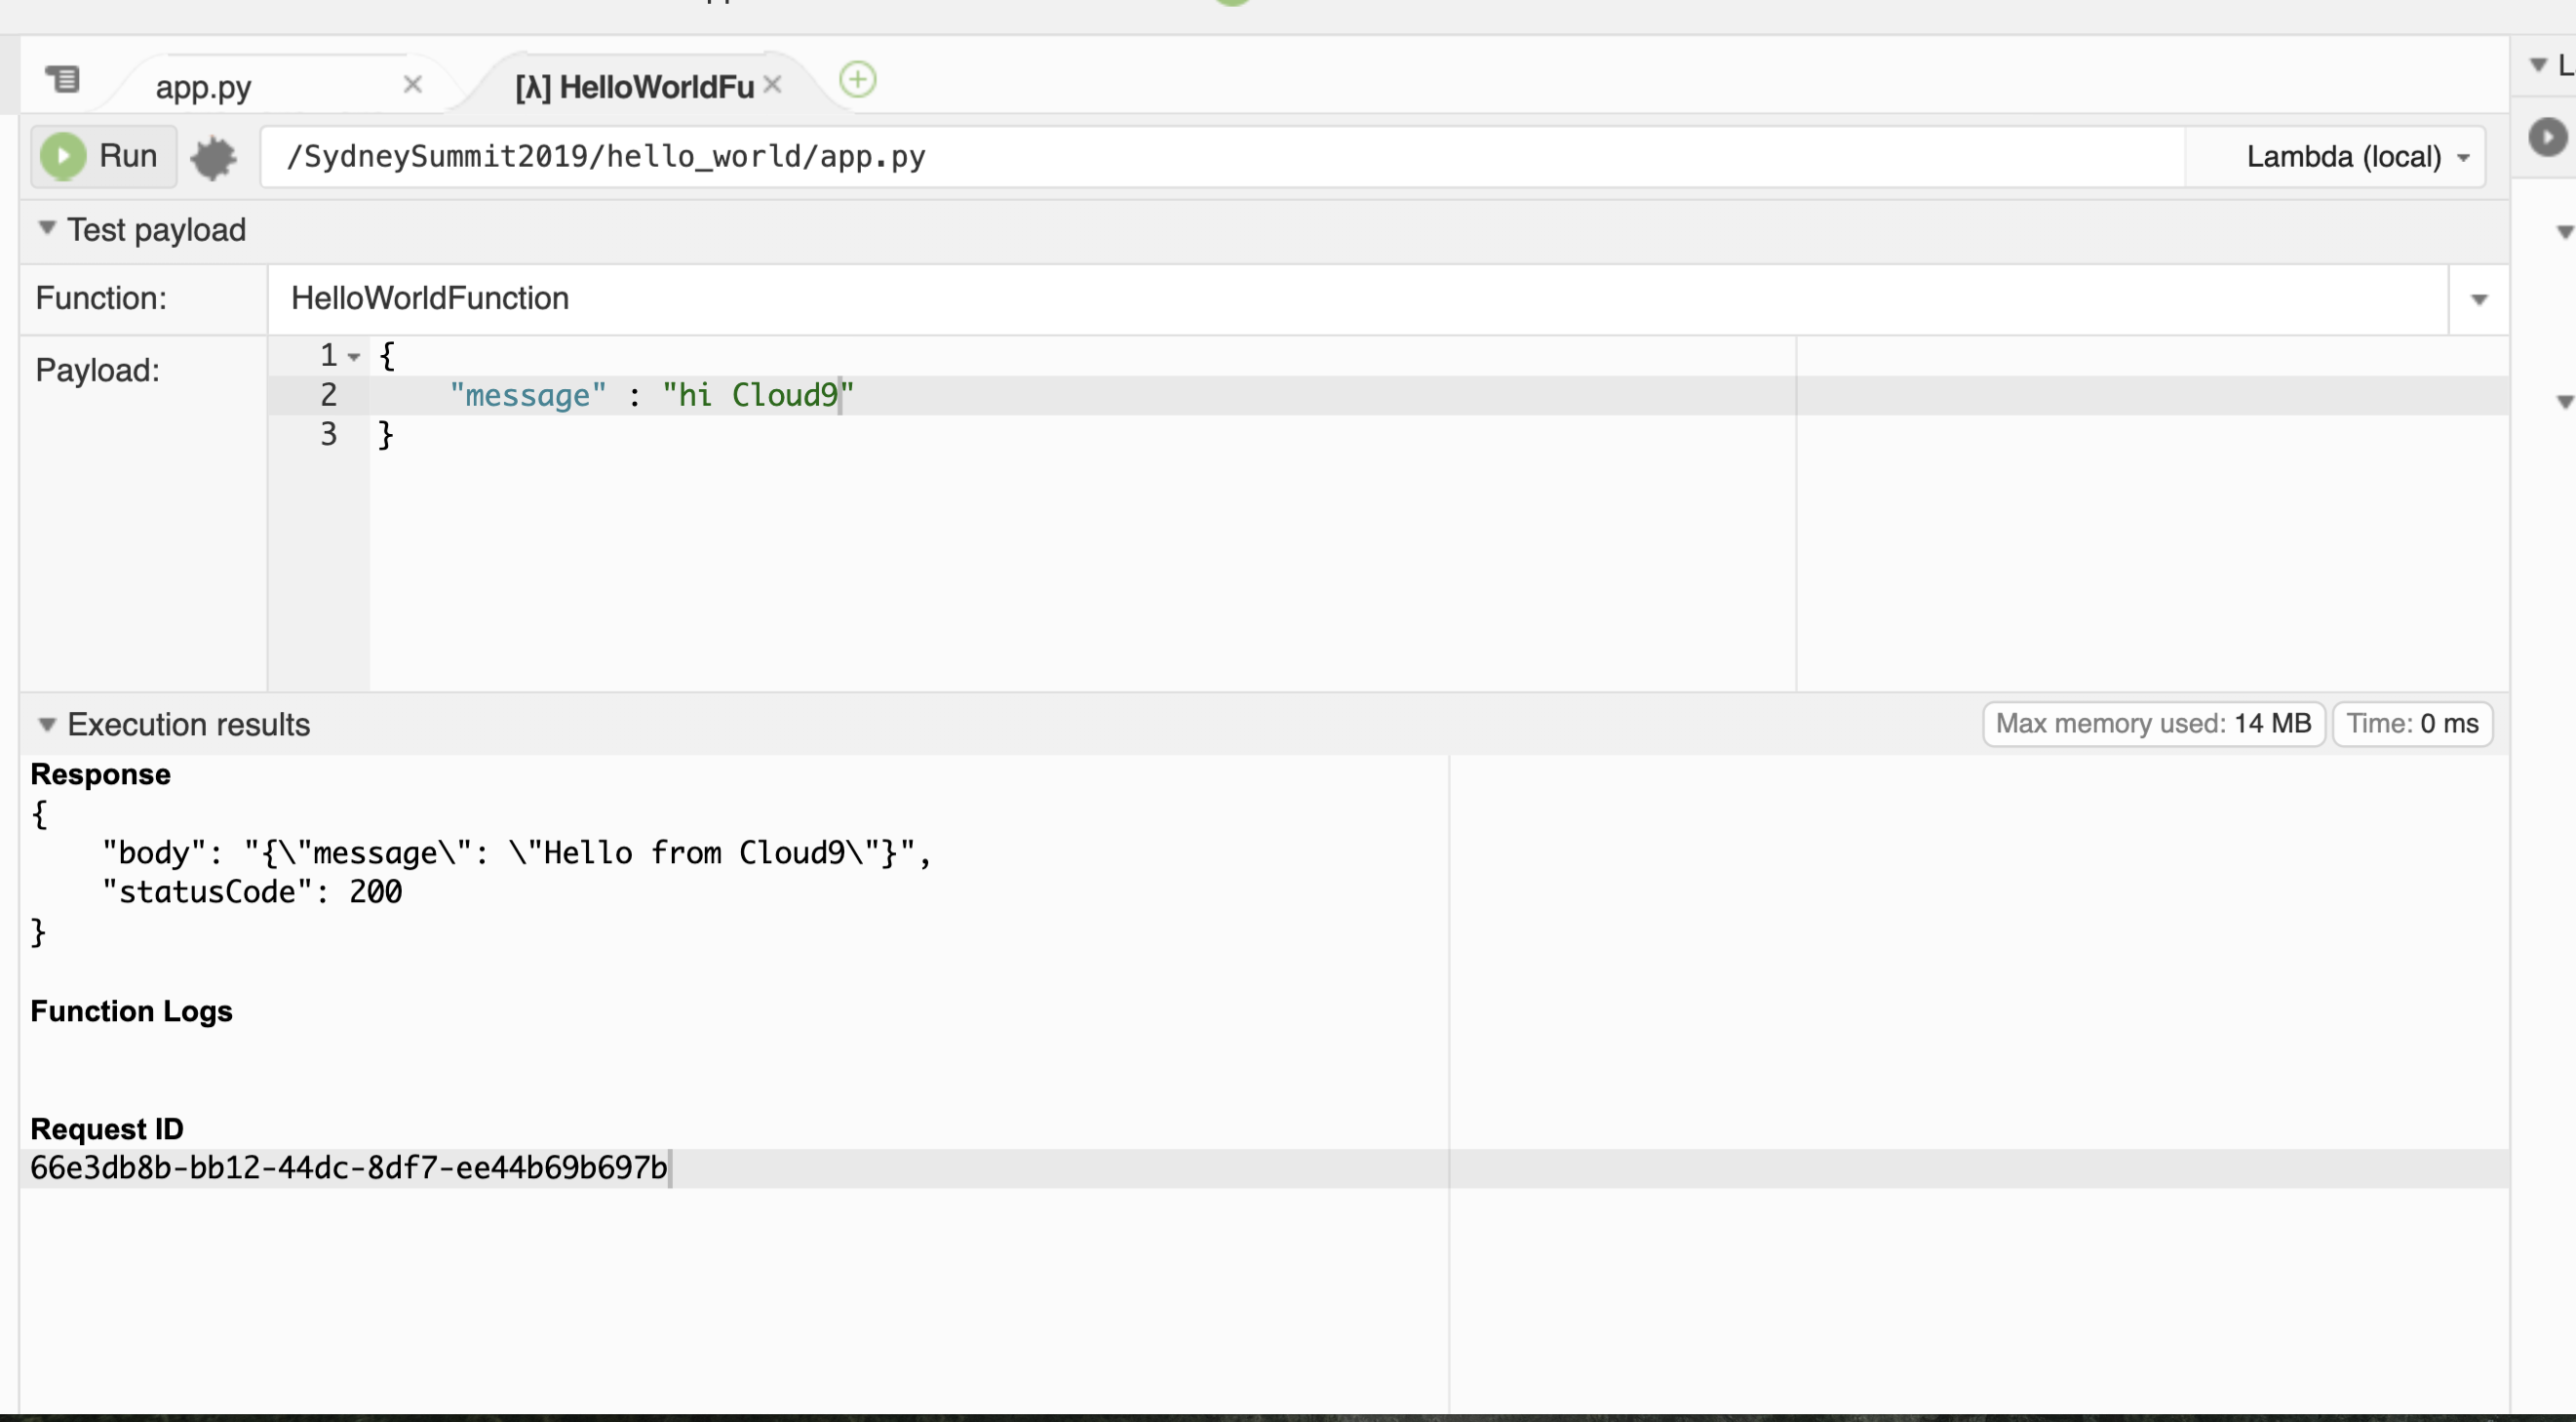 app.py
[λ] HelloWorldFu
Run
/SydneySummit2019/hello_world/app.py
Lambda (local)
Test payload
Function:
HelloWorldFunction
Payload:
1 {
2     "message" : "hi Cloud9"
3 }
Execution results
Max memory used: 14 MB
Time: 0 ms
Response
{
    "body": "{\"message\": \"Hello from Cloud9\"}",
    "statusCode": 200
}
Function Logs
Request ID
66e3db8b-bb12-44dc-8df7-ee44b69b697b